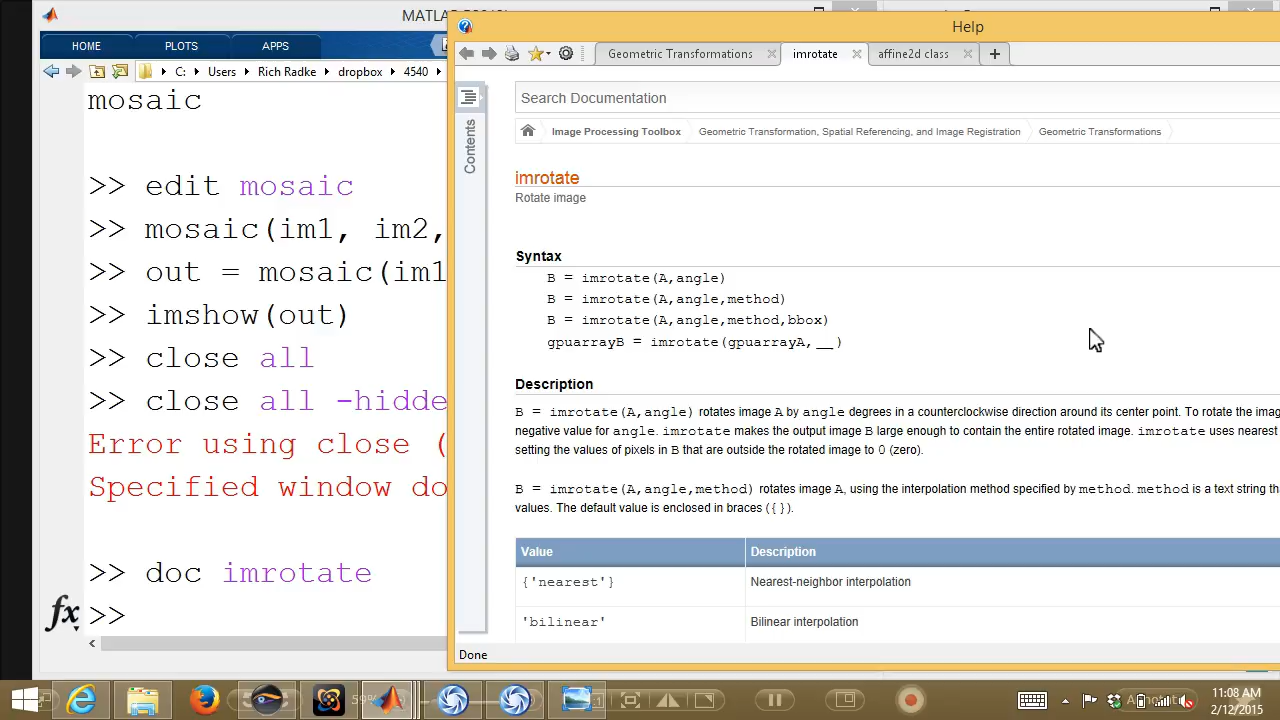 MATLAB
HOME
PLOTS
APPS
C:
Users
Rich Radke
dropbox
4540
mosaic
>> edit mosaic
>> mosaic(im1, im2,
>> out = mosaic(im1
>> imshow(out)
>> close all
>> close all -hidde
Error using close (
Specified window do
>> doc imrotate
fx >>
Help
Geometric Transformations
imrotate
affine2d class
Search Documentation
Contents
Image Processing Toolbox
Geometric Transformation, Spatial Referencing, and Image Registration
Geometric Transformations
imrotate
Rotate image
Syntax
B = imrotate(A,angle)
B = imrotate(A,angle,method)
B = imrotate(A,angle,method,bbox)
gpuarrayB = imrotate(gpuarrayA, __ )
Description
B = imrotate(A,angle) rotates image A by angle degrees in a counterclockwise direction around its center point. To rotate the imag
negative value for angle. imrotate makes the output image B large enough to contain the entire rotated image. imrotate uses nearest
setting the values of pixels in B that are outside the rotated image to 0 (zero).
B = imrotate(A,angle,method) rotates image A, using the interpolation method specified by method. method is a text string tha
values. The default value is enclosed in braces ({}).
Value
Description
{'nearest'}
Nearest-neighbor interpolation
'bilinear'
Bilinear interpolation
Done
11:08 AM
2/12/2015